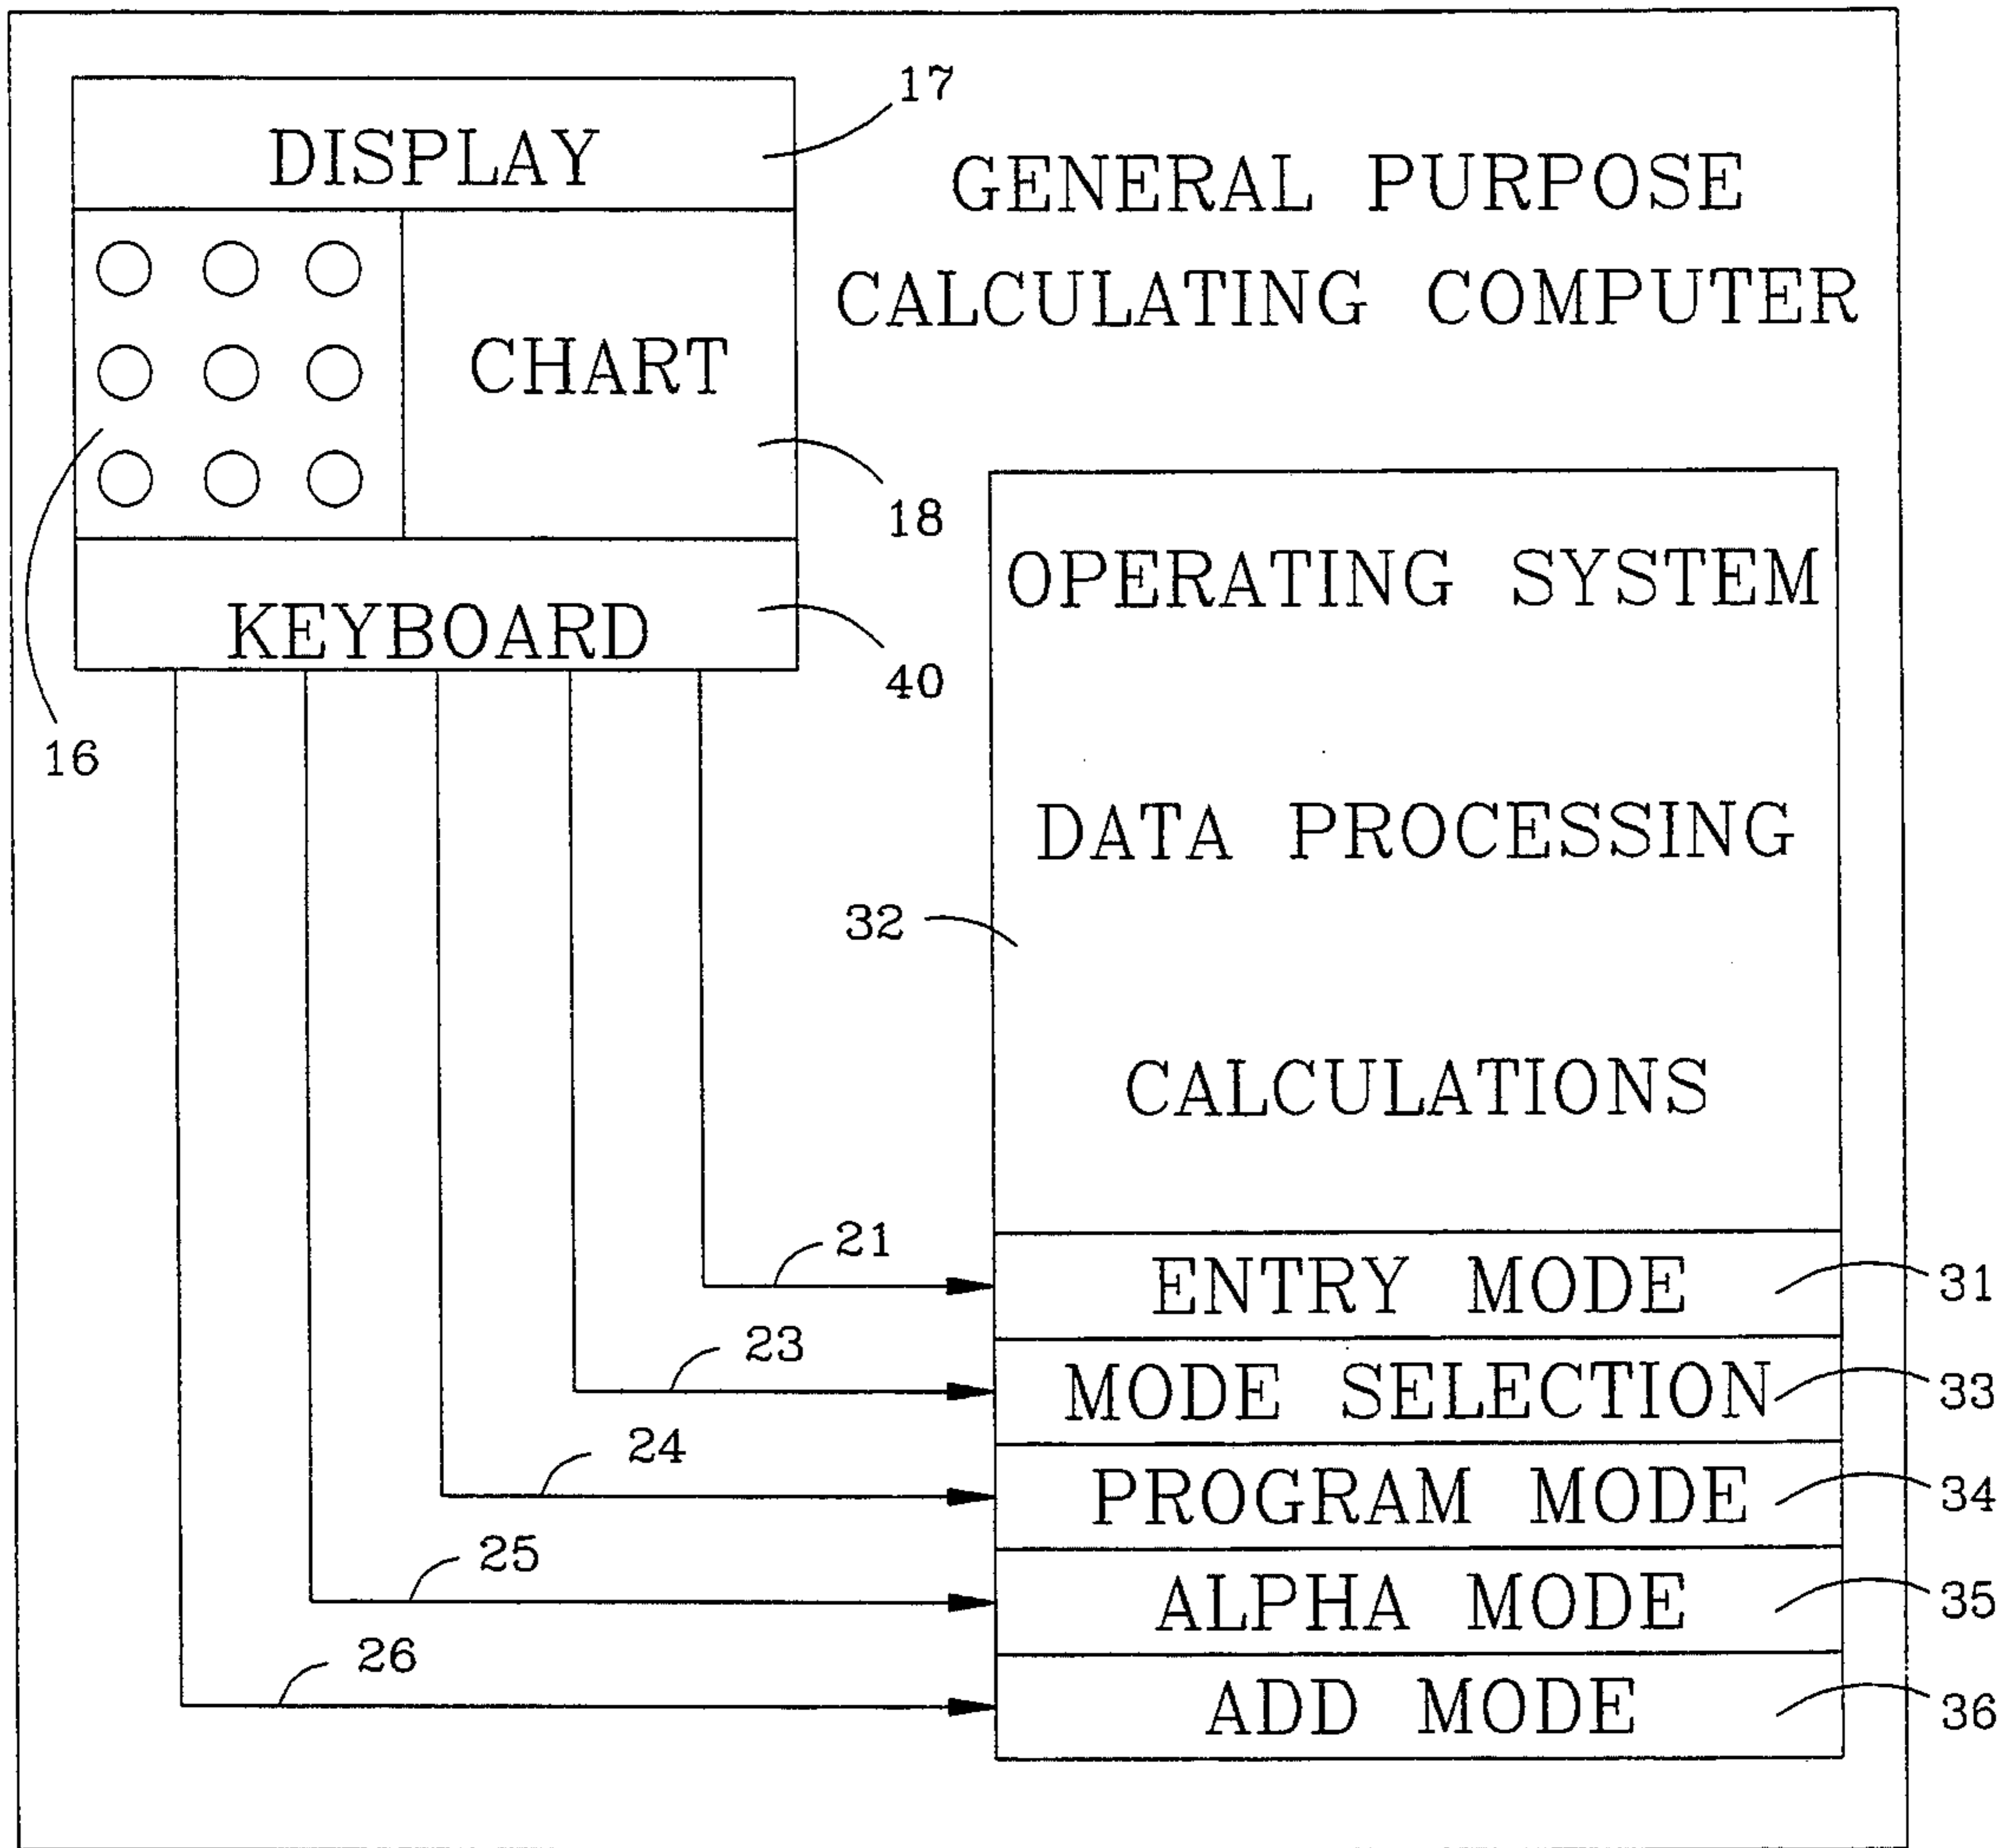 17
DISPLAY
GENERAL PURPOSE
CALCULATING COMPUTER
CHART
18
KEYBOARD
40
16
OPERATING SYSTEM
DATA PROCESSING
32
CALCULATIONS
21
ENTRY MODE
31
23
MODE SELECTION
33
24
PROGRAM MODE
34
25
ALPHA MODE
35
26
ADD MODE
36